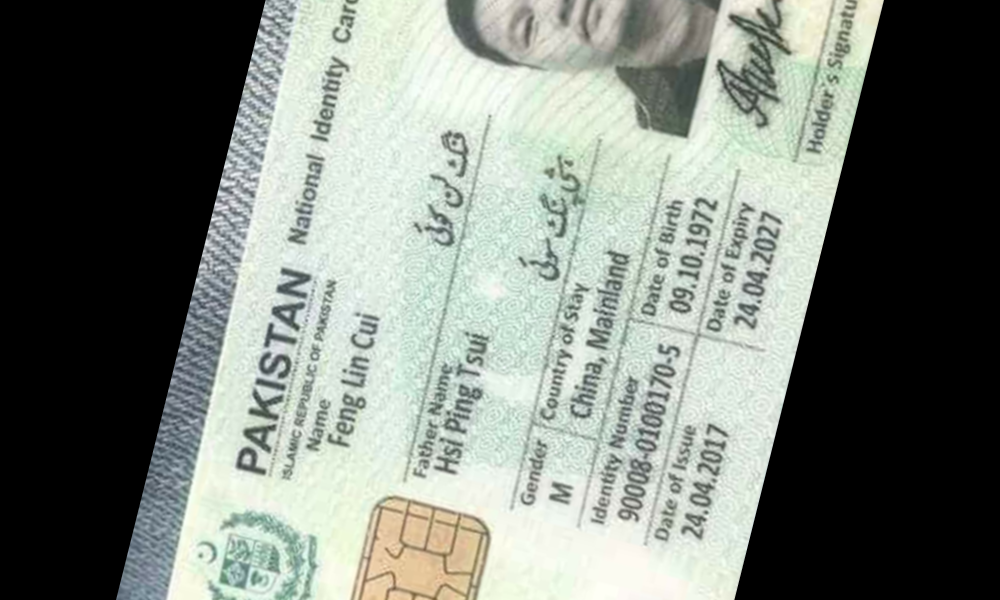 PAKISTAN National Identity Card
ISLAMIC REPUBLIC OF PAKISTAN
Name
Feng Lin Cui
فنگ لن کوئی
Father Name
Hsi Ping Tsui
ہشی پنگ سوئی
Gender Country of Stay
M China, Mainland
Identity Number Date of Birth
90008-0100170-5 09.10.1972
Date of Issue Date of Expiry
24.04.2017 24.04.2027
Holder's Signatu